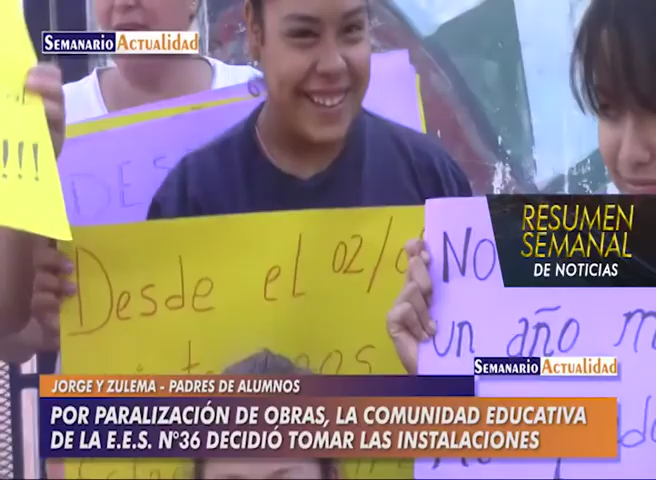 SEMANARIO ACTUALIDAD
!!!
DES
Desde el 02/0
No
un año m
RESUMEN
SEMANAL
DE NOTICIAS
SEMANARIO ACTUALIDAD
JORGE Y ZULEMA - PADRES DE ALUMNOS
POR PARALIZACIÓN DE OBRAS, LA COMUNIDAD EDUCATIVA
DE LA E.E.S. N°36 DECIDIÓ TOMAR LAS INSTALACIONES